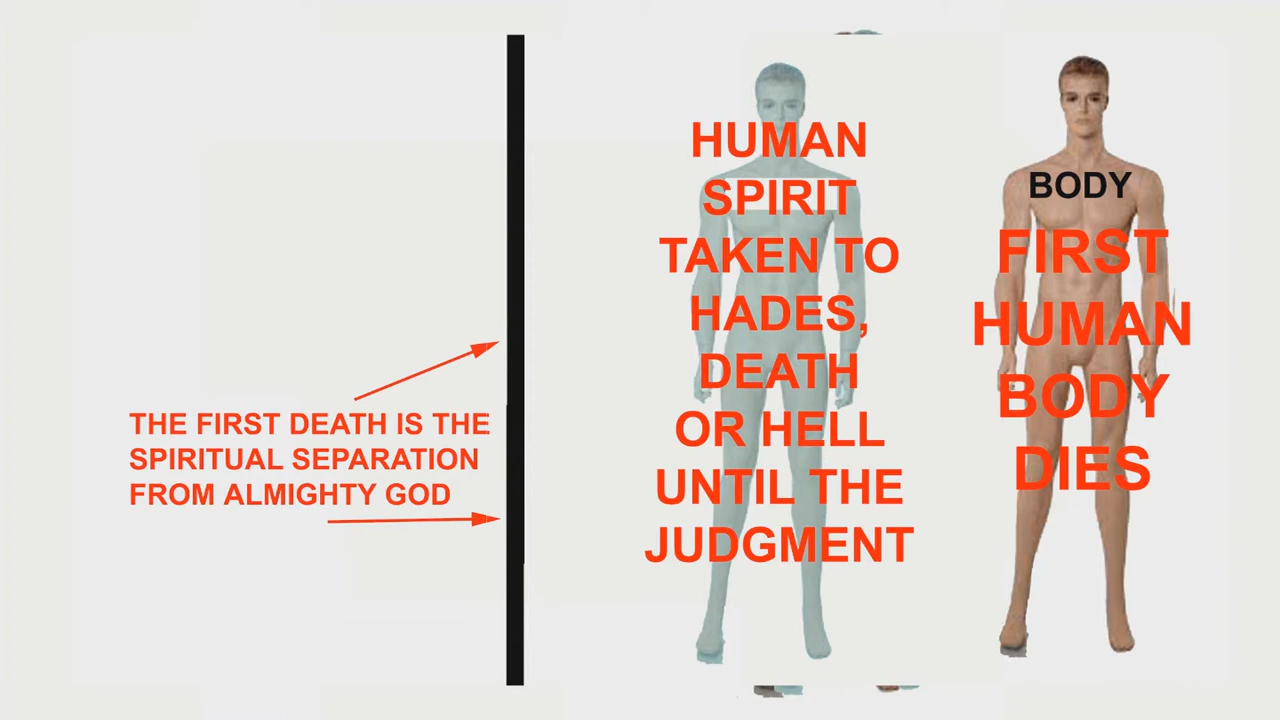 THE FIRST DEATH IS THE
SPIRITUAL SEPARATION
FROM ALMIGHTY GOD
HUMAN
SPIRIT
TAKEN TO
HADES,
DEATH
OR HELL
UNTIL THE
JUDGMENT
BODY
FIRST
HUMAN
BODY
DIES